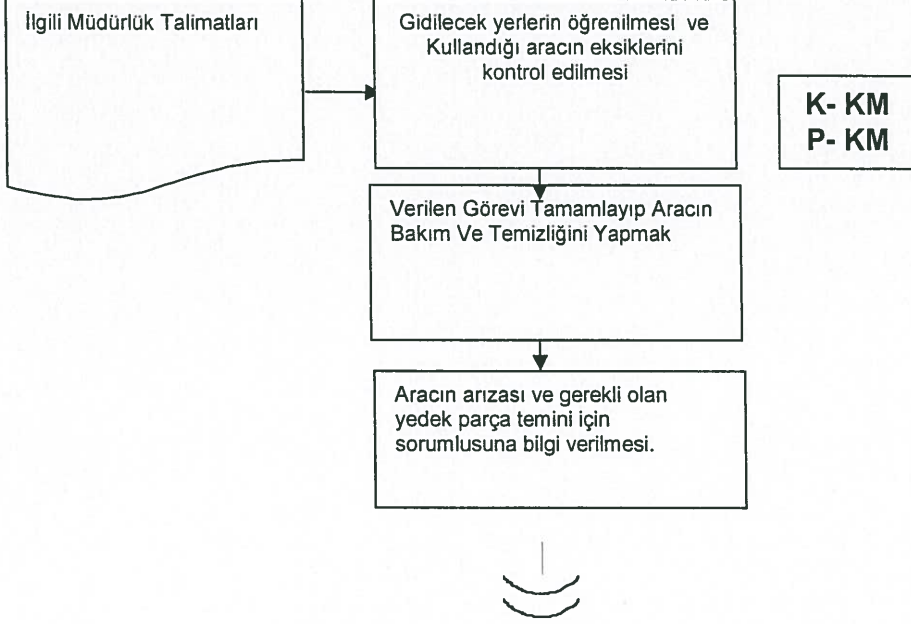 İlgili Müdürlük Talimatları
Gidilecek yerlerin öğrenilmesi ve
Kullandığı aracın eksiklerini
kontrol edilmesi
K- KM
P- KM
Verilen Görevi Tamamlayıp Aracın
Bakım Ve Temizliğini Yapmak
Aracın arızası ve gerekli olan
yedek parça temini için
sorumlusuna bilgi verilmesi.